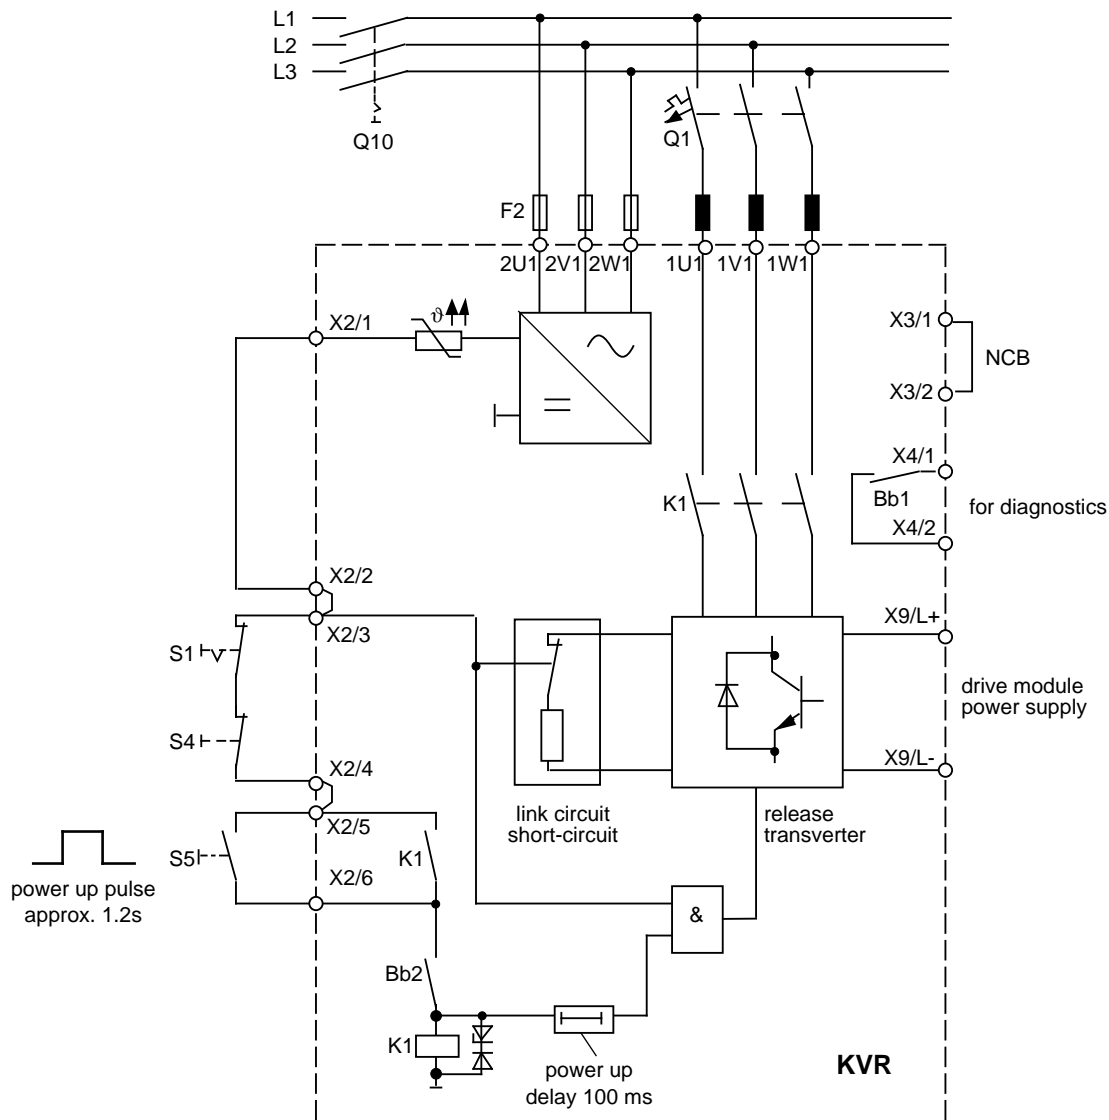 L1
L2
L3
Q10
Q1
F2
2U1 2V1 2W1 1U1 1V1 1W1
X2/1
ϑ
X3/1
NCB
X3/2
X4/1
K1
Bb1
for diagnostics
X4/2
X2/2
X9/L+
X2/3
S1
drive module
power supply
S4
X2/4
X9/L-
link circuit
short-circuit
release
transverter
X2/5
S5
K1
X2/6
power up pulse
approx. 1.2s
&
Bb2
K1
power up
delay 100 ms
KVR